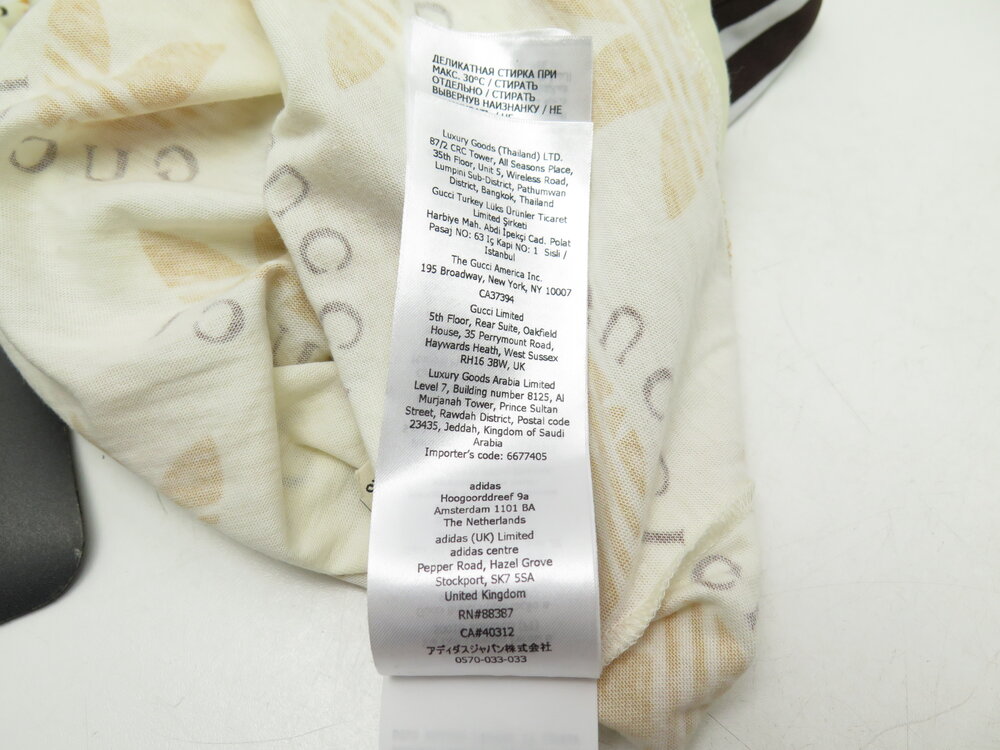 ДЕЛИКАТНАЯ СТИРКА ПРИ
МАКС. 30°C / СТИРАТЬ
ОТДЕЛЬНО / СТИРАТЬ
ВЫВЕРНУВ НАИЗНАНКУ / НЕ
Luxury Goods (Thailand) LTD.
87/2 CRC Tower, All Seasons Place,
35th Floor, Unit 5, Wireless Road,
Lumpini Sub-District, Pathumwan
District, Bangkok, Thailand
Gucci Turkey Lüks Ürünler Ticaret
Limited Şirketi
Harbiye Mah. Abdi İpekçi Cad. Polat
Pasaj NO: 63 İç Kapı NO: 1 Sisli /
Istanbul
The Gucci America Inc.
195 Broadway, New York, NY 10007
CA37394
Gucci Limited
5th Floor, Rear Suite, Oakfield
House, 35 Perrymount Road,
Haywards Heath, West Sussex
RH16 3BW, UK
Luxury Goods Arabia Limited
Level 7, Building number 8125, Al
Murjanah Tower, Prince Sultan
Street, Rawdah District, Postal code
23435, Jeddah, Kingdom of Saudi
Arabia
Importer's code: 6677405
adidas
Hoogoorddreef 9a
Amsterdam 1101 BA
The Netherlands
adidas (UK) Limited
adidas centre
Pepper Road, Hazel Grove
Stockport, SK7 5SA
United Kingdom
RN#88387
CA#40312
アディダスジャパン株式会社
0570-033-033